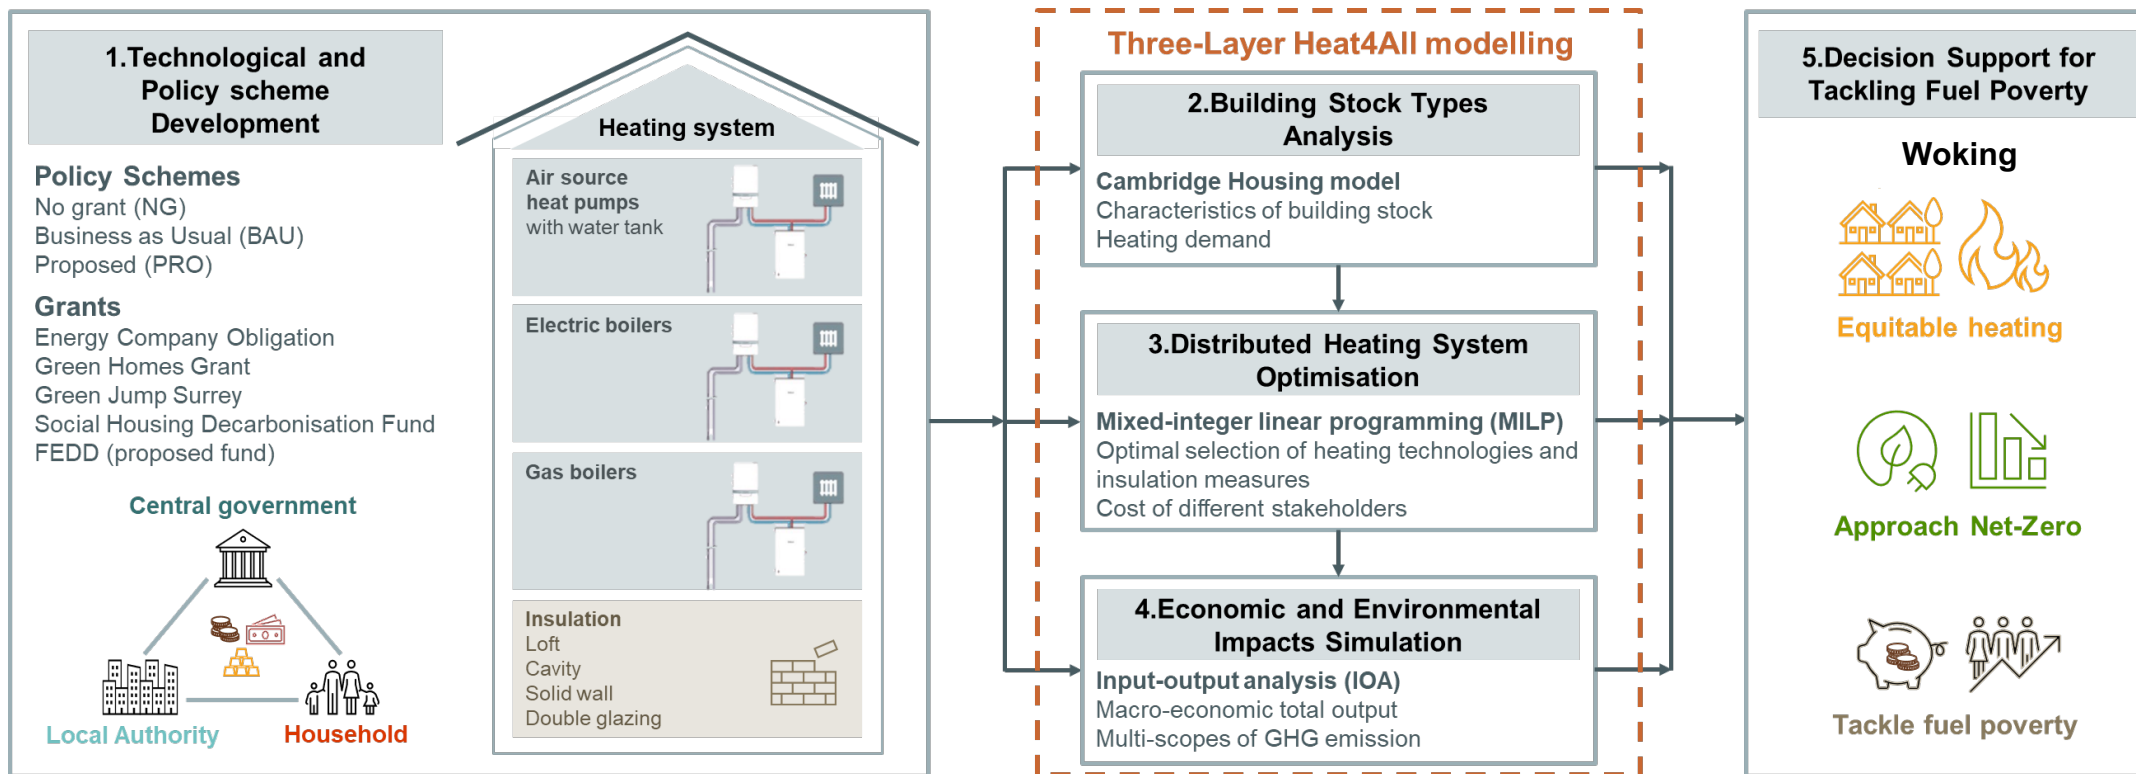 1.Technological and
Policy scheme
Development
Policy Schemes
No grant (NG)
Business as Usual (BAU)
Proposed (PRO)
Grants
Energy Company Obligation
Green Homes Grant
Green Jump Surrey
Social Housing Decarbonisation Fund
FEDD (proposed fund)
Central government
Local Authority
Household
Heating system
Air source
heat pumps
with water tank
Electric boilers
Gas boilers
Insulation
Loft
Cavity
Solid wall
Double glazing
Three-Layer Heat4All modelling
2.Building Stock Types
Analysis
Cambridge Housing model
Characteristics of building stock
Heating demand
3.Distributed Heating System
Optimisation
Mixed-integer linear programming (MILP)
Optimal selection of heating technologies and
insulation measures
Cost of different stakeholders
4.Economic and Environmental
Impacts Simulation
Input-output analysis (IOA)
Macro-economic total output
Multi-scopes of GHG emission
5.Decision Support for
Tackling Fuel Poverty
Woking
Equitable heating
Approach Net-Zero
Tackle fuel poverty